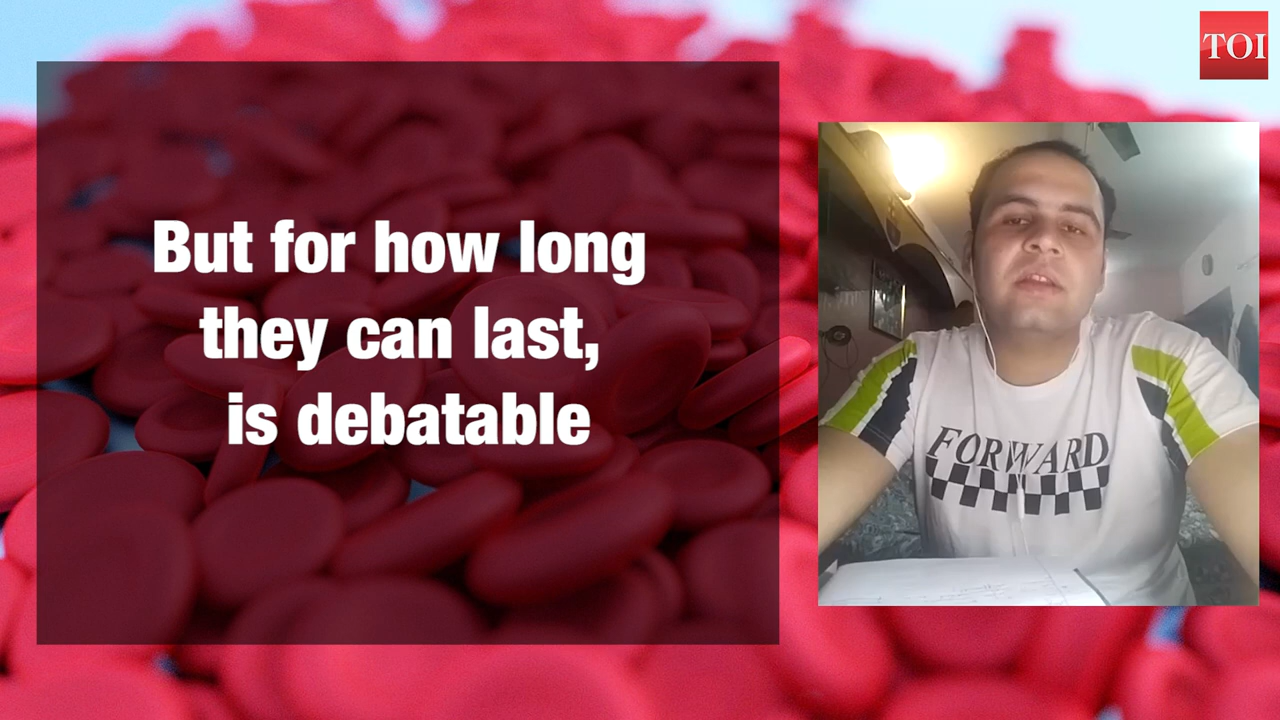 TOI
But for how long
they can last,
is debatable
FORWARD